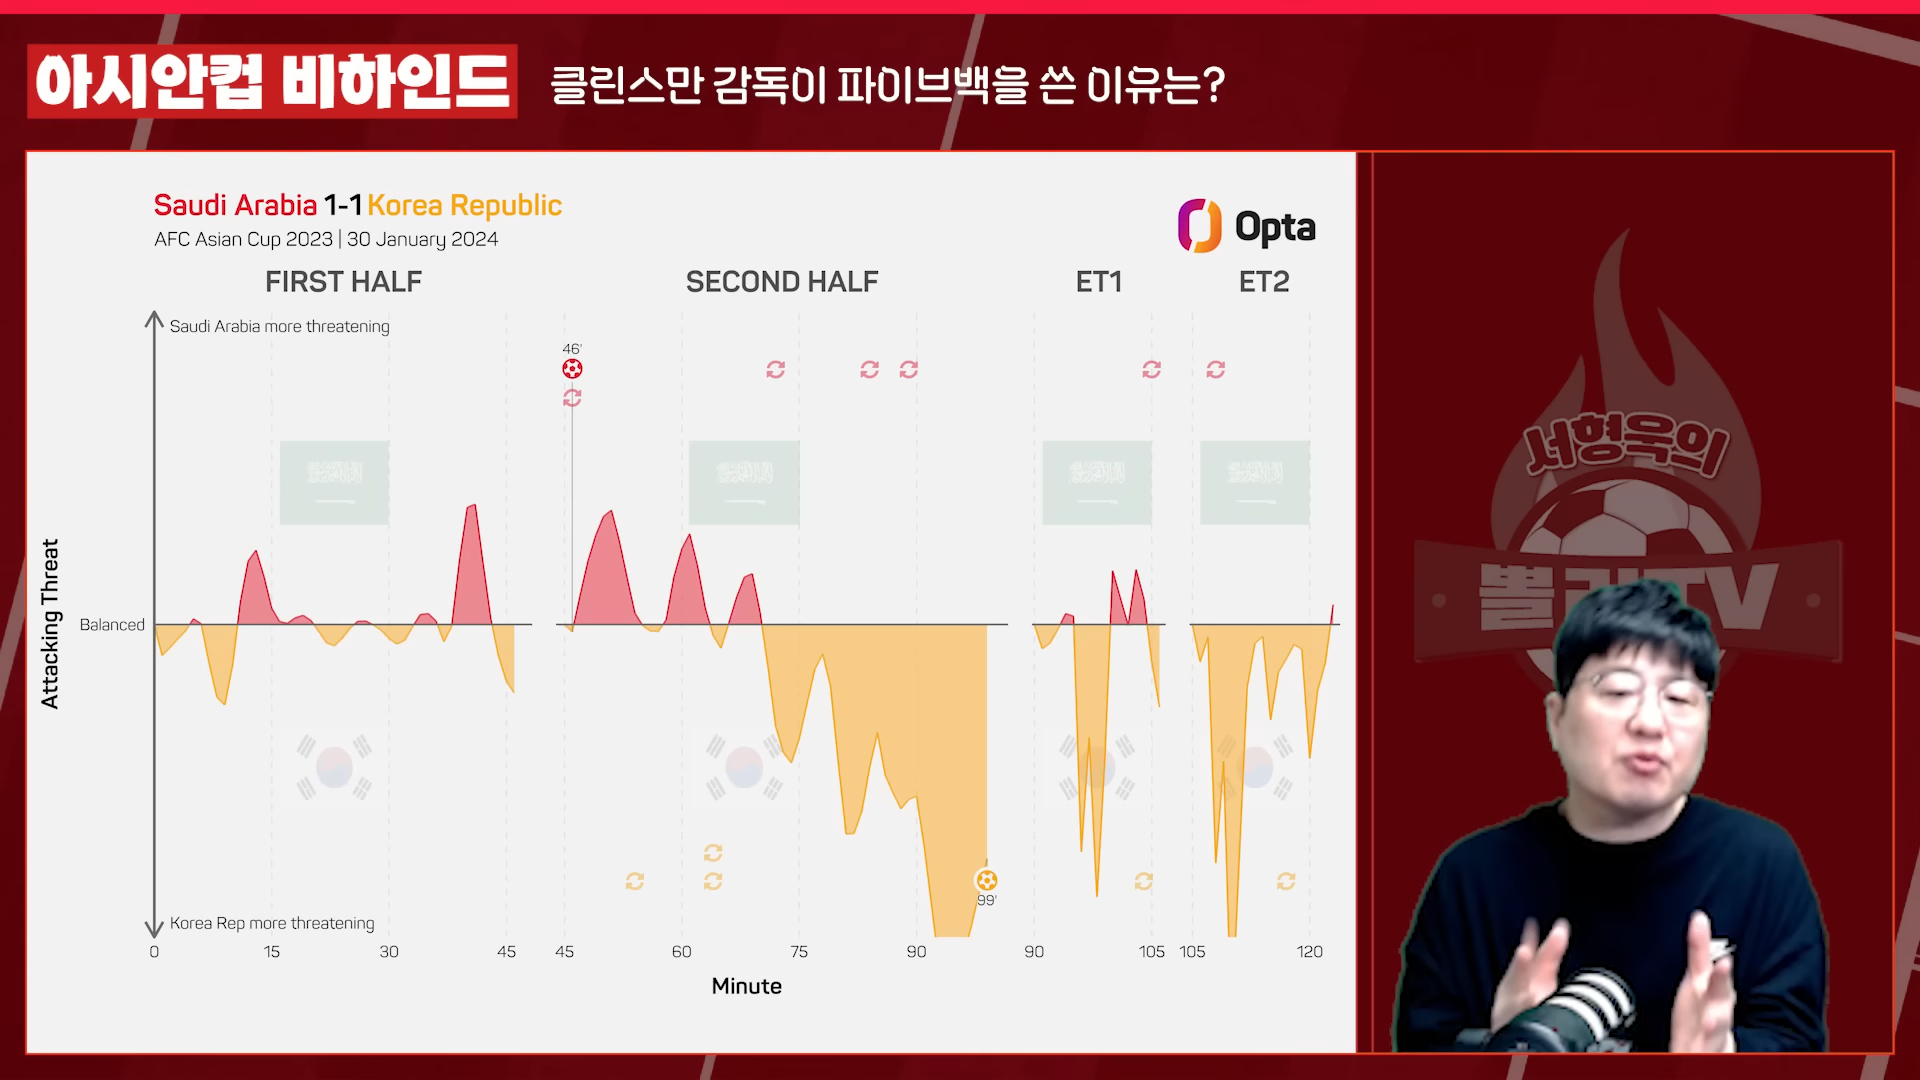 아시안컵 비하인드
클린스만 감독이 파이브백을 쓴 이유는?
Saudi Arabia 1-1 Korea Republic
AFC Asian Cup 2023 | 30 January 2024
Opta
FIRST HALF
SECOND HALF
ET1
ET2
Saudi Arabia more threatening
46'
Attacking Threat
Balanced
99'
Korea Rep more threatening
0 15 30 45 45 60 75 90 90 105 105 120
Minute
서형욱의
TV